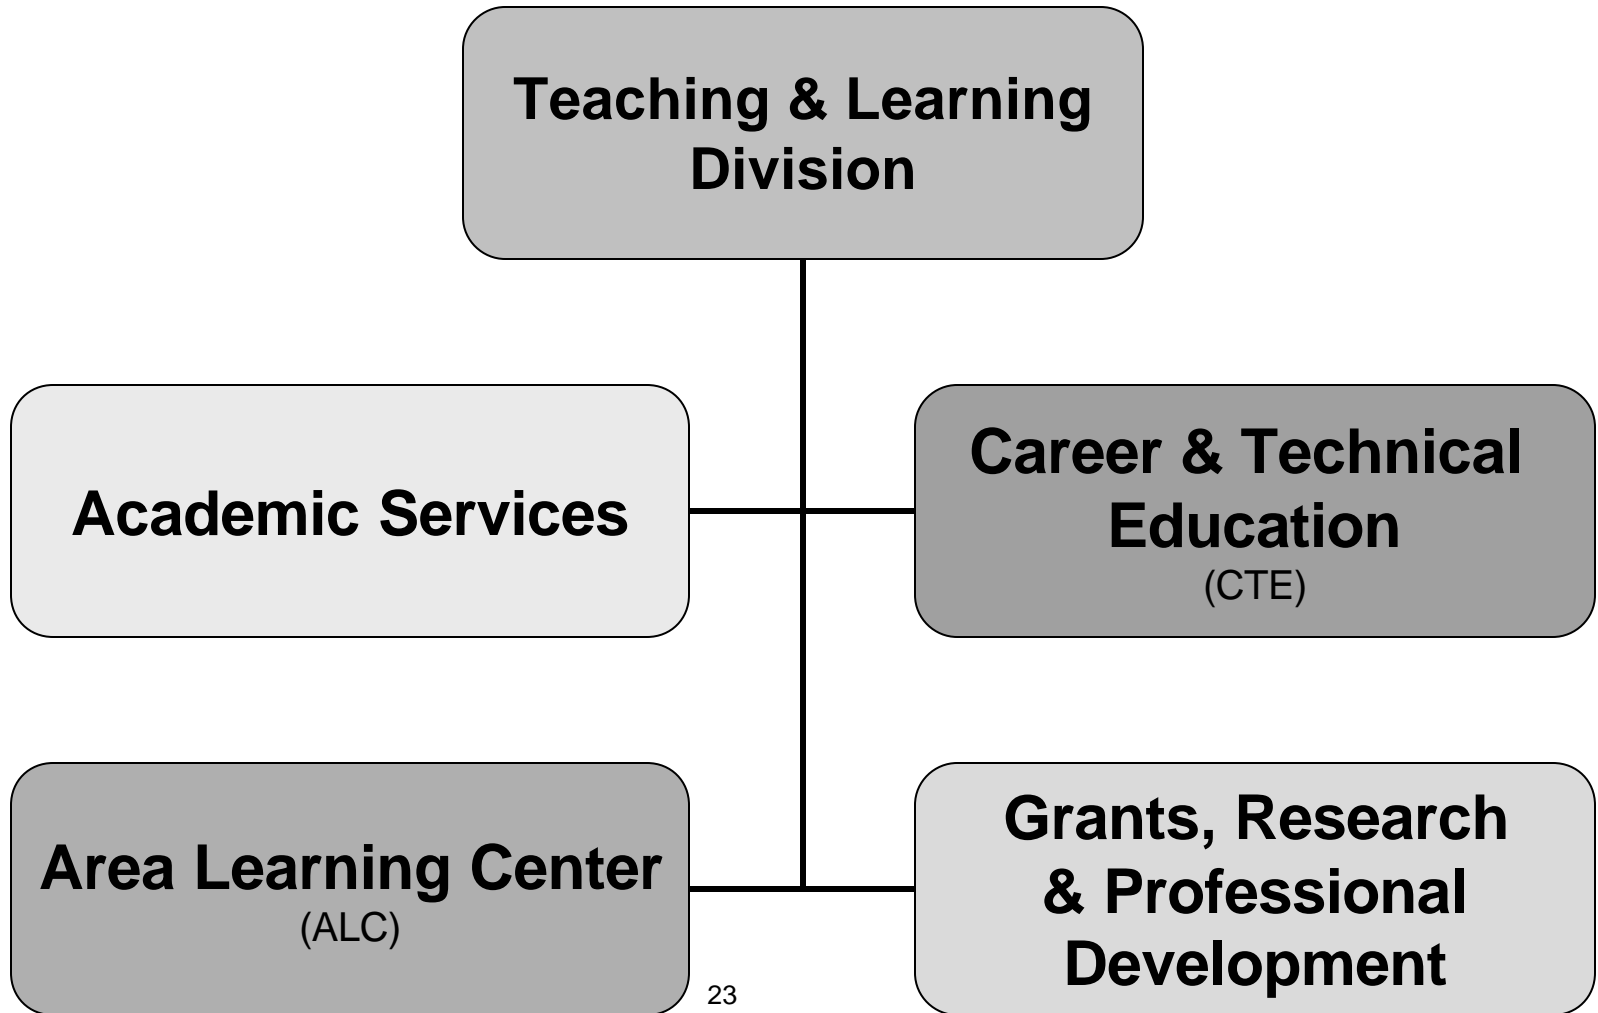 Teaching & Learning
Division
Academic Services
Career & Technical
Education
(CTE)
Area Learning Center
(ALC)
Grants, Research
& Professional
Development
23